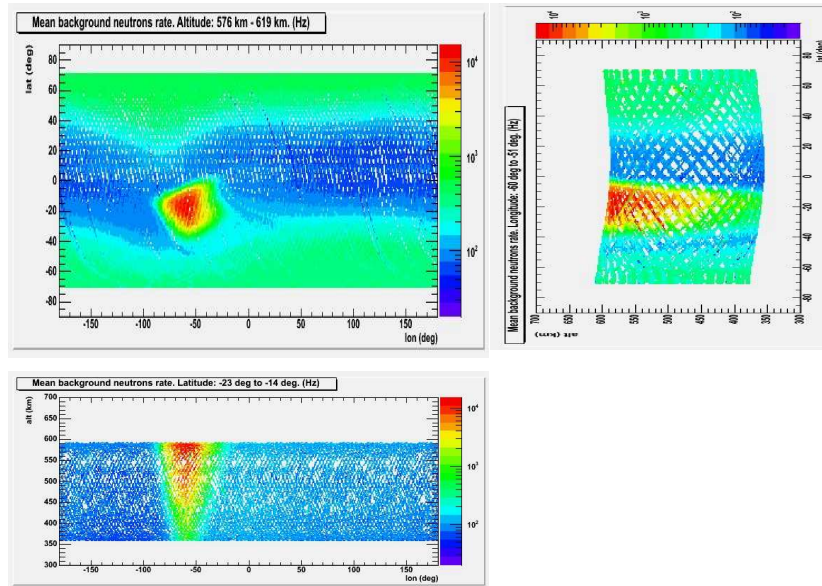 Mean background neutrons rate. Altitude: 576 km - 619 km. (Hz)
lat (deg)
80
60
40
20
0
-20
-40
-60
-80
-150 -100 -50 0 50 100 150
lon (deg)
10⁴
10³
10²
Mean background neutrons rate. Longitude: -60 deg to -51 deg. (Hz)
10⁴ 10³ 10²
lat (deg)
80
60
40
20
0
-20
-40
-60
-80
700 650 600 550 500 450 400 350 300
alt (km)
Mean background neutrons rate. Latitude: -23 deg to -14 deg. (Hz)
alt (km)
700
650
600
550
500
450
400
350
300
-150 -100 -50 0 50 100 150
lon (deg)
10⁴
10³
10²